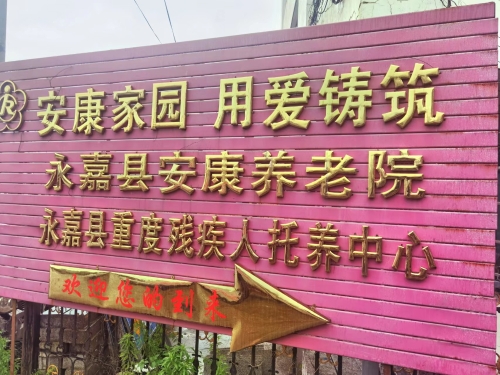 安康家园 用爱铸筑
永嘉县安康养老院
永嘉县重度残疾人托养中心
欢迎您的到来